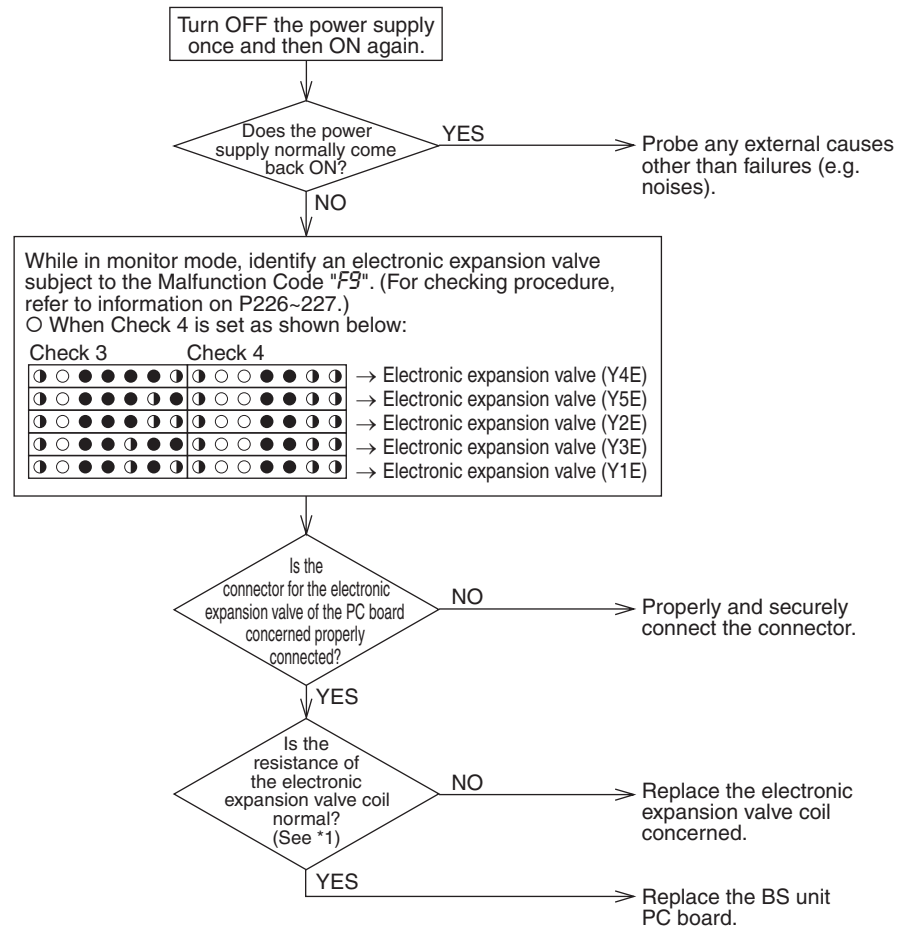 Turn OFF the power supply
once and then ON again.
Does the power
supply normally come
back ON?
YES
Probe any external causes
other than failures (e.g.
noises).
NO
While in monitor mode, identify an electronic expansion valve
subject to the Malfunction Code "F9". (For checking procedure,
refer to information on P226~227.)
○ When Check 4 is set as shown below:
Check 3 Check 4
◑ ○ ● ● ● ● ◑ ◑ ○ ○ ● ● ◑ ◑ → Electronic expansion valve (Y4E)
◑ ○ ● ● ● ◑ ● ◑ ○ ○ ● ● ◑ ◑ → Electronic expansion valve (Y5E)
◑ ○ ● ● ● ◑ ◑ ◑ ○ ○ ● ● ◑ ◑ → Electronic expansion valve (Y2E)
◑ ○ ● ● ◑ ● ● ◑ ○ ○ ● ● ◑ ◑ → Electronic expansion valve (Y3E)
◑ ○ ● ● ◑ ● ◑ ◑ ○ ○ ● ● ◑ ◑ → Electronic expansion valve (Y1E)
Is the
connector for the electronic
expansion valve of the PC board
concerned properly
connected?
NO
Properly and securely
connect the connector.
YES
Is the
resistance of
the electronic
expansion valve coil
normal?
(See *1)
NO
Replace the electronic
expansion valve coil
concerned.
YES
Replace the BS unit
PC board.